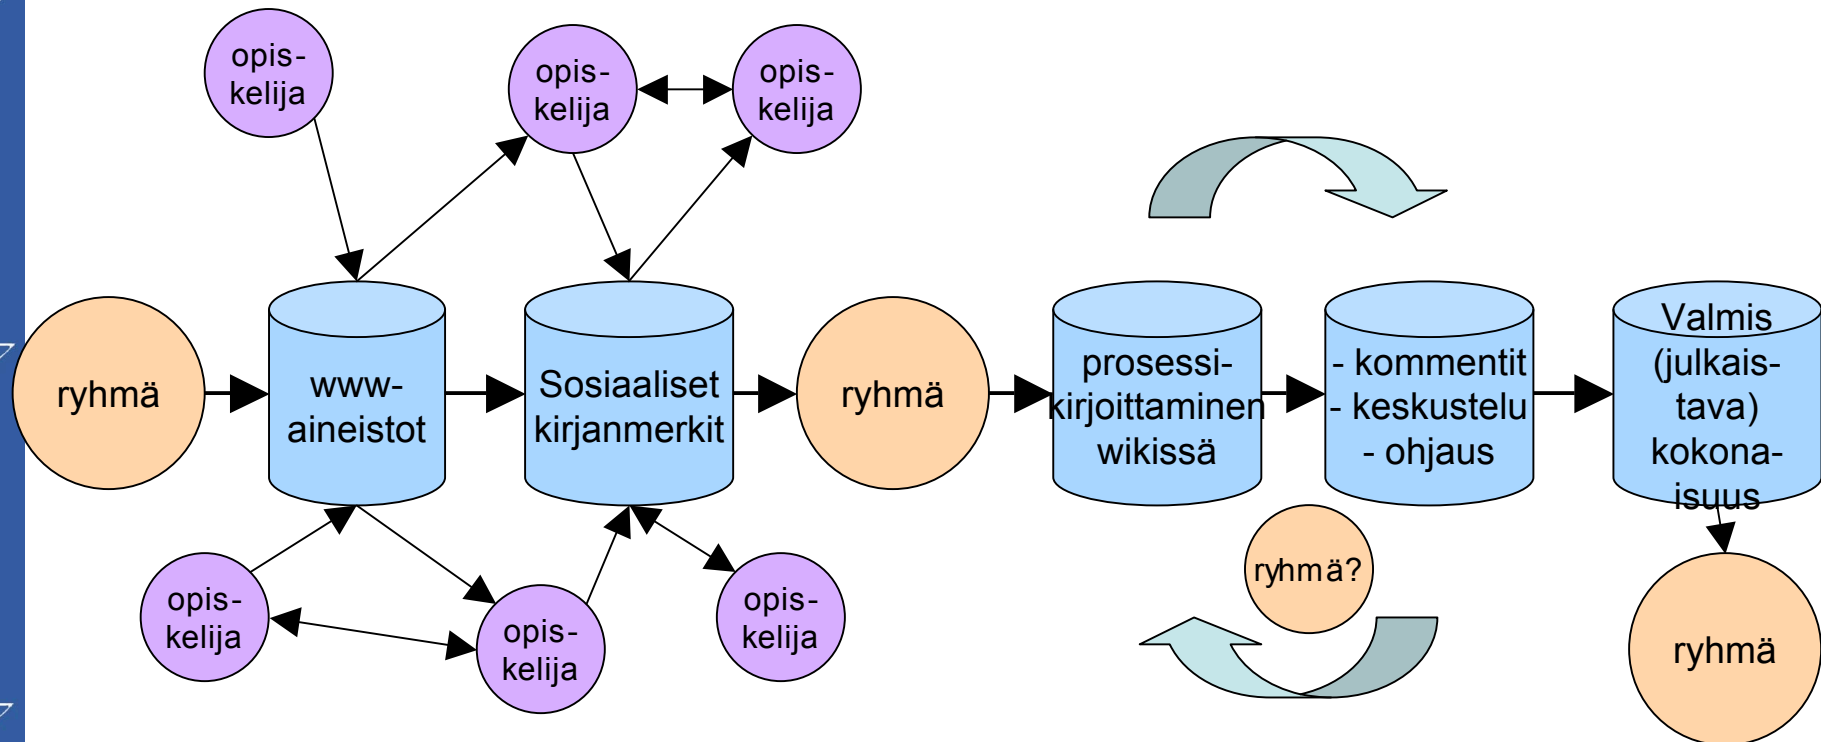 opis-
kelija
opis-
kelija
opis-
kelija
ryhmä
www-
aineistot
Sosiaaliset
kirjanmerkit
ryhmä
prosessi-
kirjoittaminen
wikissä
- kommentit
- keskustelu
- ohjaus
Valmis
(julkais-
tava)
kokona-
isuus
opis-
kelija
opis-
kelija
opis-
kelija
ryhmä?
ryhmä